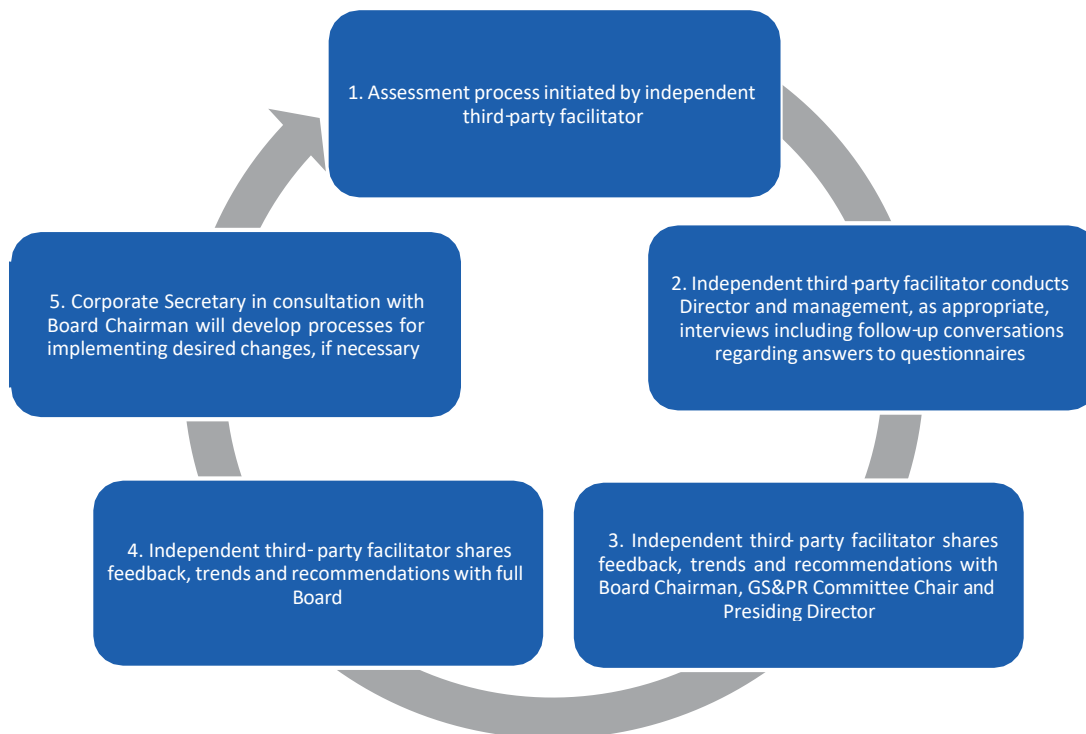 1. Assessment process initiated by independent
third-party facilitator
2. Independent third-party facilitator conducts
Director and management, as appropriate,
interviews including follow-up conversations
regarding answers to questionnaires
3. Independent third- party facilitator shares
feedback, trends and recommendations with
Board Chairman, GS&PR Committee Chair and
Presiding Director
4. Independent third- party facilitator shares
feedback, trends and recommendations with full
Board
5. Corporate Secretary in consultation with
Board Chairman will develop processes for
implementing desired changes, if necessary